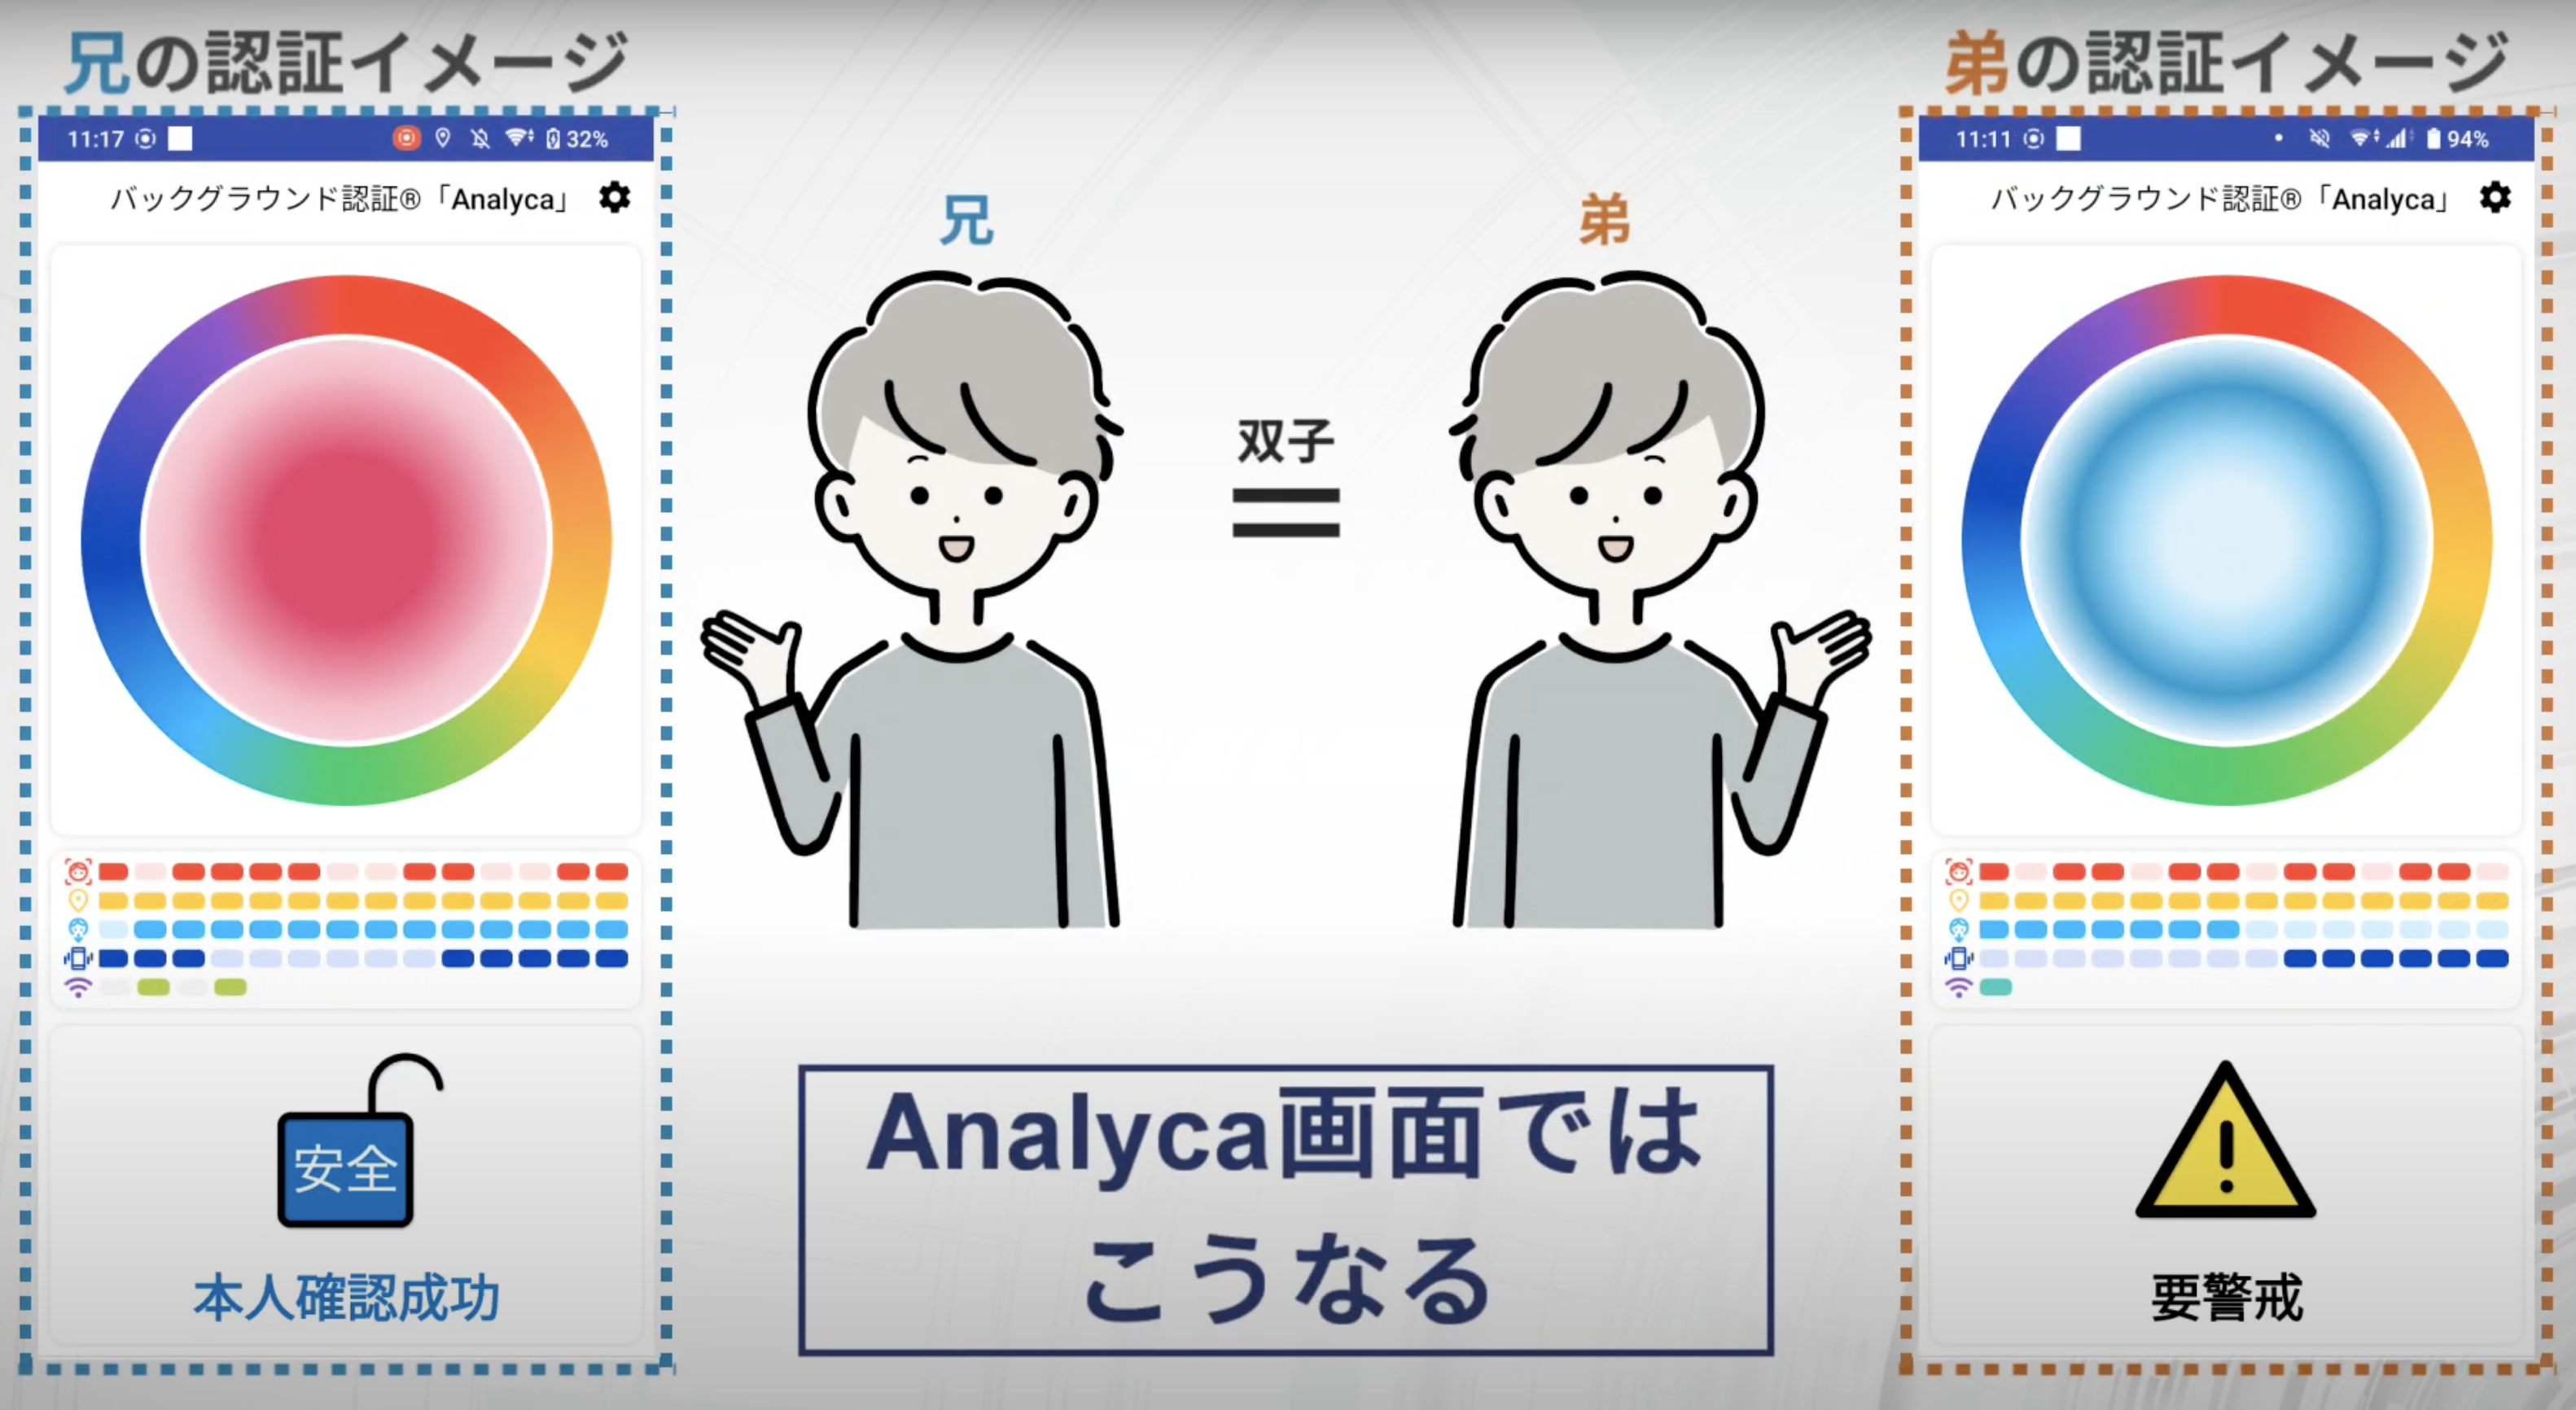 兄の認証イメージ
11:17
32%
バックグラウンド認証®「Analyca」
安全
本人確認成功
兄
双子
弟
Analyca画面では
こうなる
弟の認証イメージ
11:11
94%
バックグラウンド認証®「Analyca」
要警戒